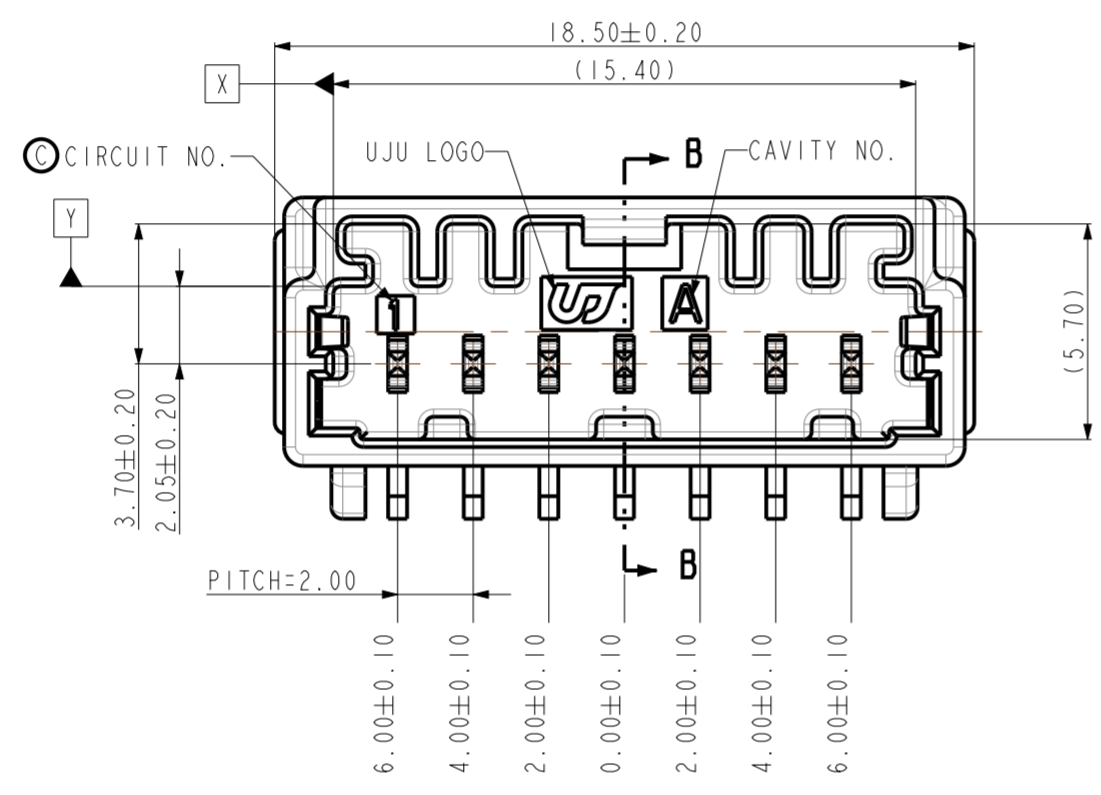 18.50±0.20
(15.40)
X
C CIRCUIT NO.
UJU LOGO
B
CAVITY NO.
Y
1
UJ
A
(5.70)
3.70±0.20
2.05±0.20
B
PITCH=2.00
6.00±0.10
4.00±0.10
2.00±0.10
0.00±0.10
2.00±0.10
4.00±0.10
6.00±0.10